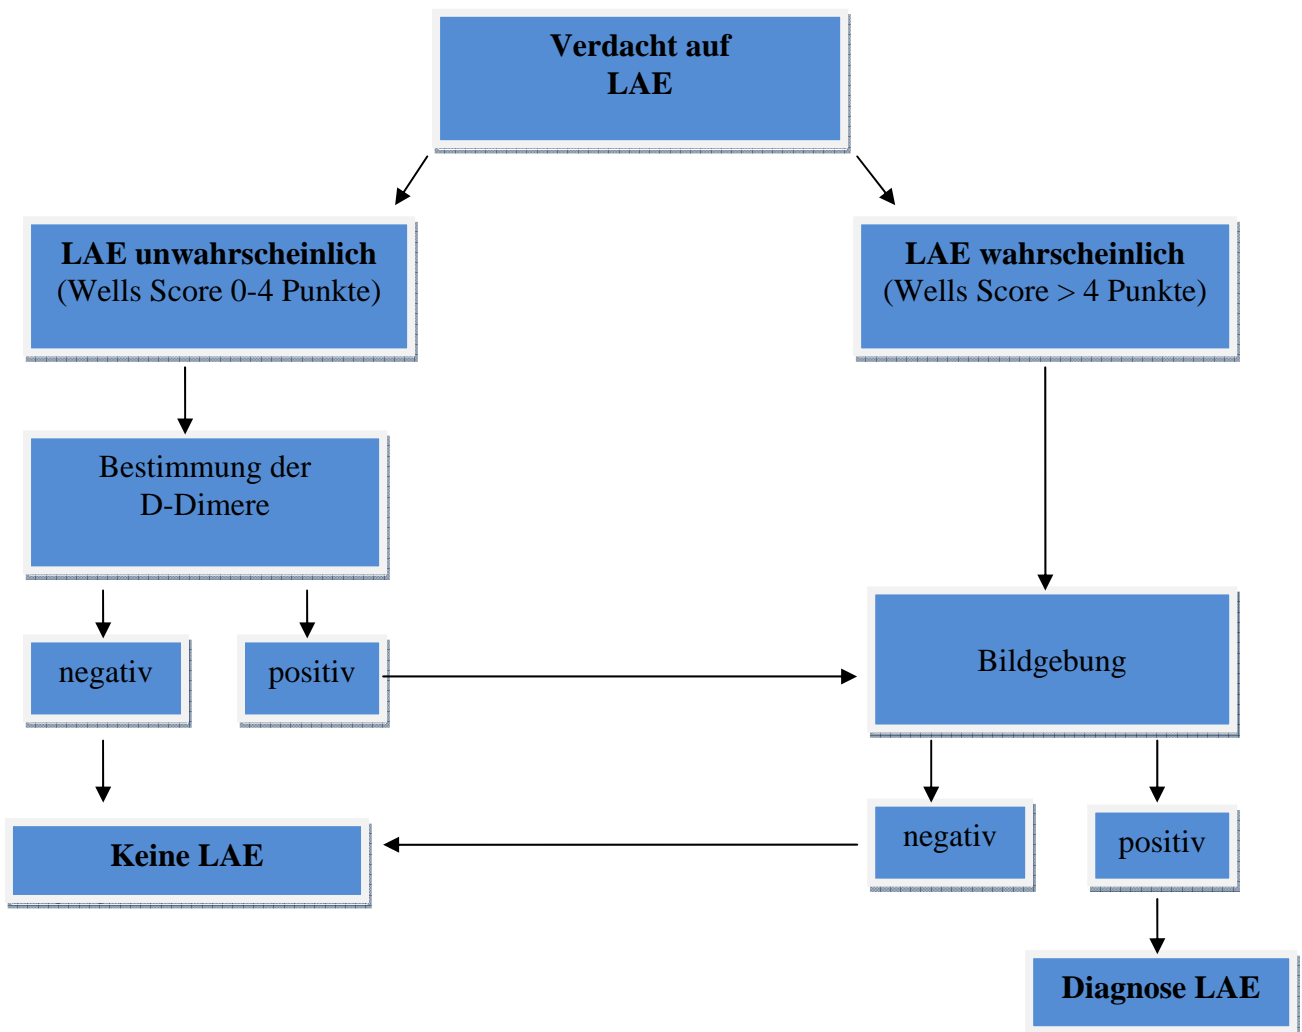 Verdacht auf
LAE
LAE unwahrscheinlich
(Wells Score 0-4 Punkte)
LAE wahrscheinlich
(Wells Score > 4 Punkte)
Bestimmung der
D-Dimere
negativ
positiv
Bildgebung
Keine LAE
negativ
positiv
Diagnose LAE